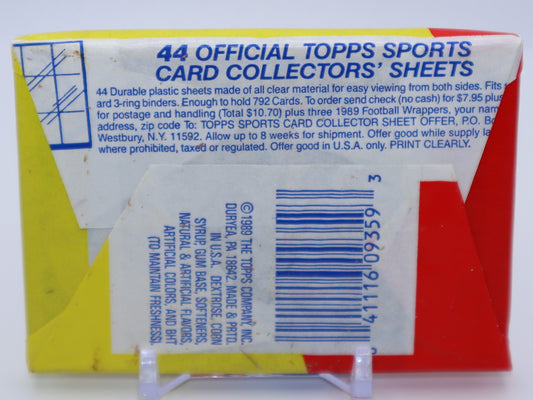 44 OFFICIAL TOPPS SPORTS
CARD COLLECTORS' SHEETS
44 Durable plastic sheets made of all clear material for easy viewing from both sides. Fits
ard 3-ring binders. Enough to hold 792 Cards. To order send check (no cash) for $7.95 plus
for postage and handling (Total $10.70) plus three 1989 Football Wrappers, your nam
address, zip code To: TOPPS SPORTS CARD COLLECTOR SHEET OFFER, P.O. Bo
Westbury, N.Y. 11592. Allow up to 8 weeks for shipment. Offer good while supply la
where prohibited, taxed or regulated. Offer good in U.S.A. only. PRINT CLEARLY.
©1989 THE TOPPS COMPANY, INC.
DURYEA, PA 18642. MADE & PRTD.
IN U.S.A. DEXTROSE, CORN
SYRUP, GUM BASE, SOFTENERS,
NATURAL & ARTIFICIAL FLAVORS,
ARTIFICIAL COLORS, AND BHT
(TO MAINTAIN FRESHNESS).
0 41116 09359 3